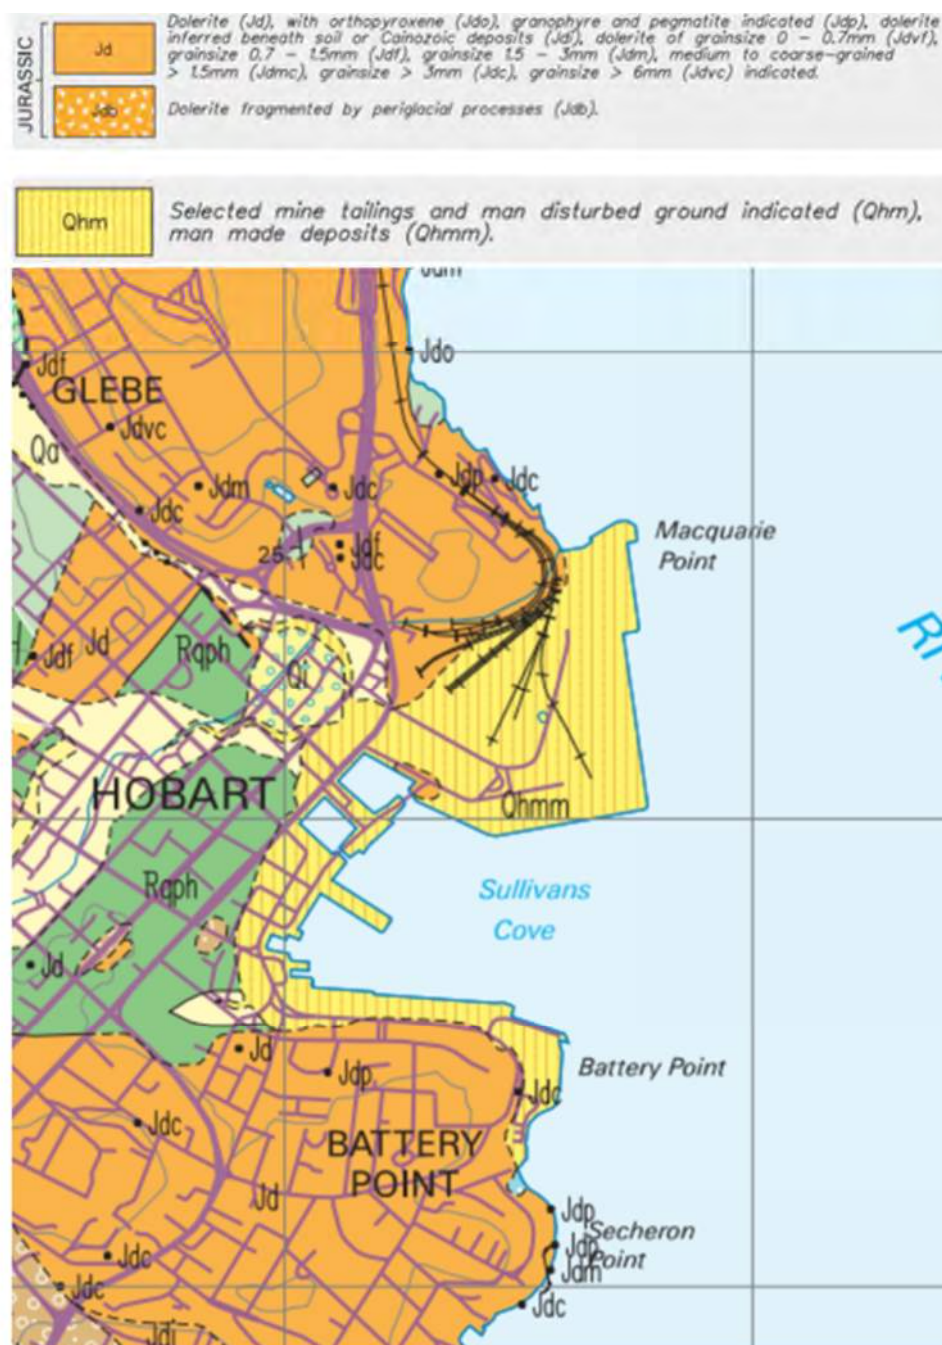 JURASSIC
Jd
Dolerite (Jd), with orthopyroxene (Jdo), granophyre and pegmatite indicated (Jdp), dolerite
inferred beneath soil or Cainozoic deposits (Jdi), dolerite of grainsize 0 - 0.7mm (Jdvf),
grainsize 0.7 - 1.5mm (Jdf), grainsize 1.5 - 3mm (Jdm), medium to coarse-grained
> 1.5mm (Jdmc), grainsize > 3mm (Jdc), grainsize > 6mm (Jdvc) indicated.
Jdb
Dolerite fragmented by periglacial processes (Jdb).
Qhm
Selected mine tailings and man disturbed ground indicated (Qhm),
man made deposits (Qhmm).
Jdo
Jdf
GLEBE
Jdvc
Qa
Jdp
Jdc
Jdm
Jdc
Jdc
Macquarie
Point
25
Jdc
Jdf
Jd
Rqph
Qi
HOBART
Qhmm
Rqph
Sullivans
Cove
Jd
Jd
Jdp
Battery Point
Jdc
Jdc
BATTERY
POINT
Jd
Jdp
Secheron
Point
Jdp
Jdc
Jdc
Jdc
Jdi